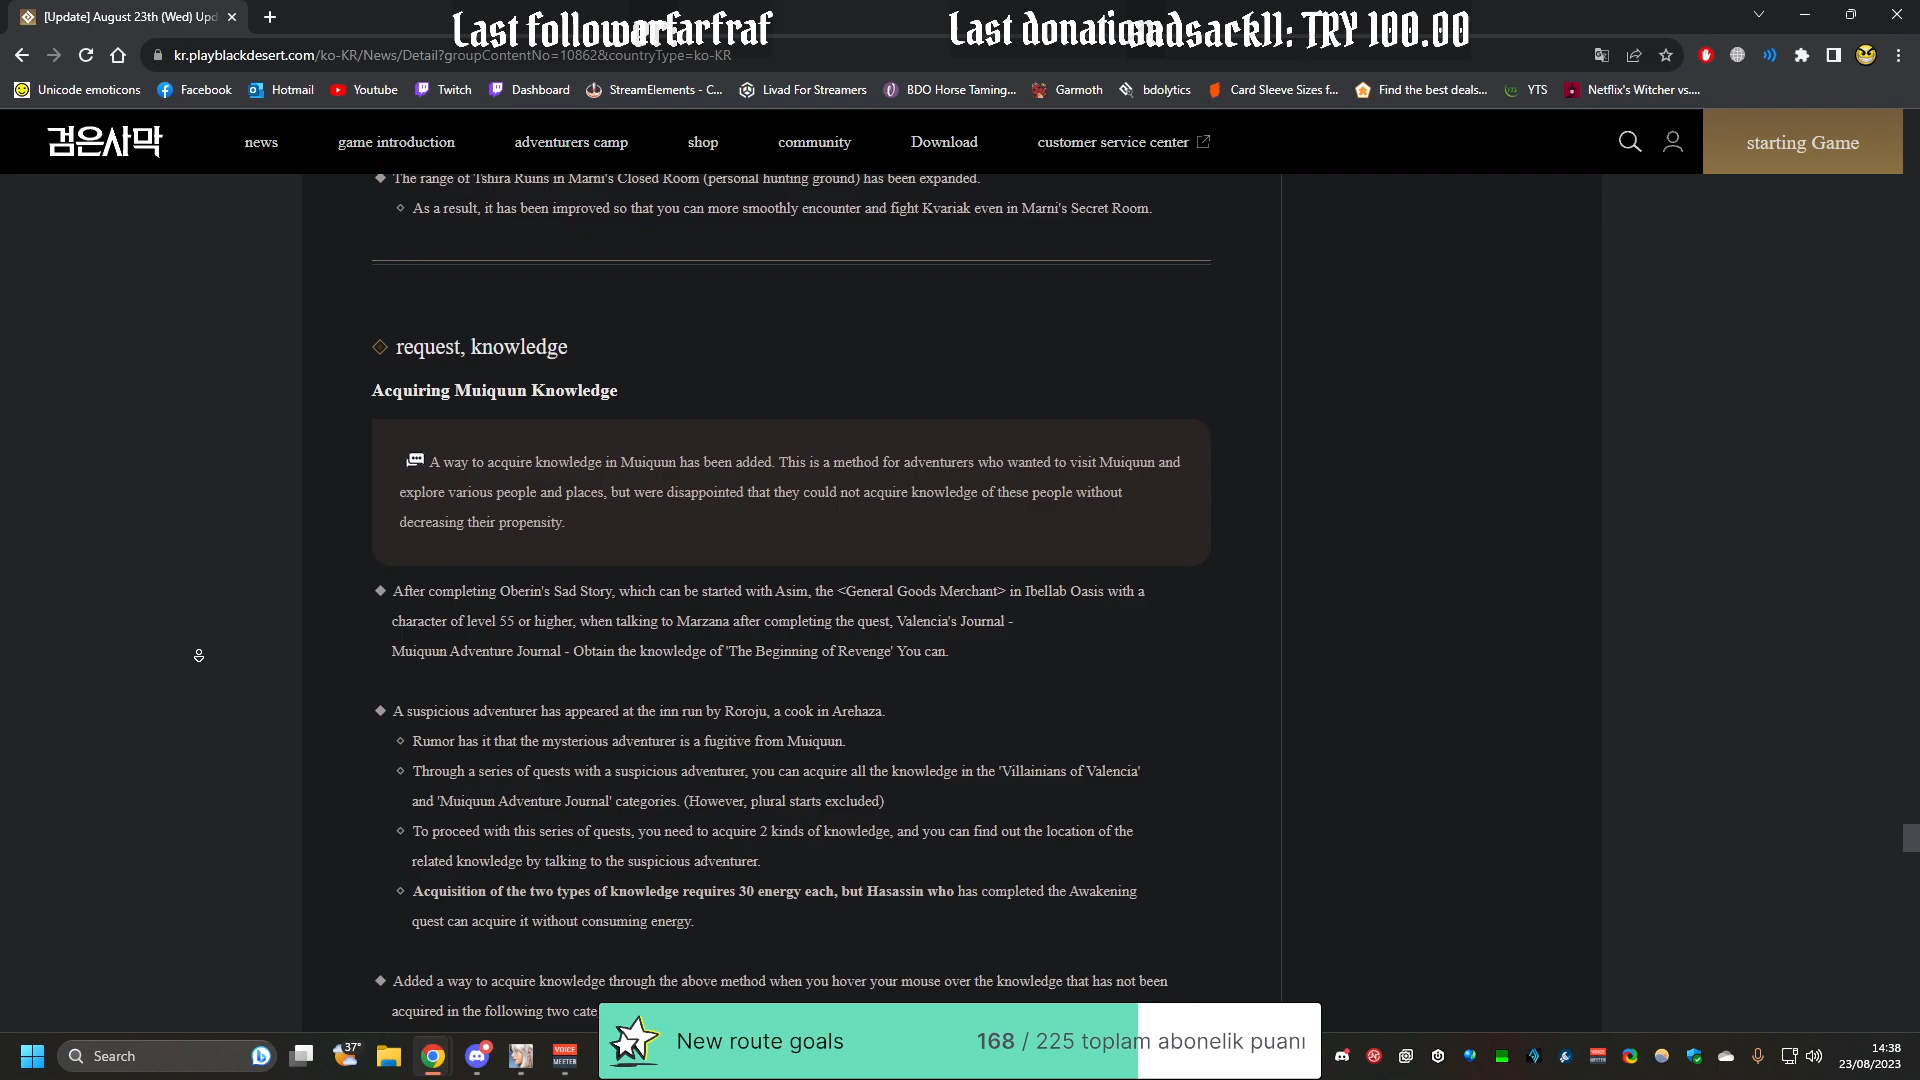 [Update] August 23th (Wed) Upd
Last follower
arfarfraf
Last donation
sadsackll: TRY 100.00
kr.playblackdesert.com/ko-KR/News/Detail?groupContentNo=10862&countryType=ko-KR
Unicode emoticons
Facebook
Hotmail
Youtube
Twitch
Dashboard
StreamElements - C...
Livad For Streamers
BDO Horse Taming...
Garmoth
bdolytics
Card Sleeve Sizes f...
Find the best deals...
YTS
Netflix's Witcher vs....
검은사막
news
game introduction
adventurers camp
shop
community
Download
customer service center
starting Game
The range of Tshira Ruins in Marni's Closed Room (personal hunting ground) has been expanded.
As a result, it has been improved so that you can more smoothly encounter and fight Kvariak even in Marni's Secret Room.
request, knowledge
Acquiring Muiquun Knowledge
A way to acquire knowledge in Muiquun has been added. This is a method for adventurers who wanted to visit Muiquun and
explore various people and places, but were disappointed that they could not acquire knowledge of these people without
decreasing their propensity.
After completing Oberin's Sad Story, which can be started with Asim, the <General Goods Merchant> in Ibellab Oasis with a
character of level 55 or higher, when talking to Marzana after completing the quest, Valencia's Journal -
Muiquun Adventure Journal - Obtain the knowledge of 'The Beginning of Revenge' You can.
A suspicious adventurer has appeared at the inn run by Roroju, a cook in Arehaza.
Rumor has it that the mysterious adventurer is a fugitive from Muiquun.
Through a series of quests with a suspicious adventurer, you can acquire all the knowledge in the 'Villainians of Valencia'
and 'Muiquun Adventure Journal' categories. (However, plural starts excluded)
To proceed with this series of quests, you need to acquire 2 kinds of knowledge, and you can find out the location of the
related knowledge by talking to the suspicious adventurer.
Acquisition of the two types of knowledge requires 30 energy each, but Hasassin who has completed the Awakening
quest can acquire it without consuming energy.
Added a way to acquire knowledge through the above method when you hover your mouse over the knowledge that has not been
acquired in the following two cate
New route goals
168 / 225 toplam abonelik puanı
Search
37°
VOICE
MEETER
14:38
23/08/2023